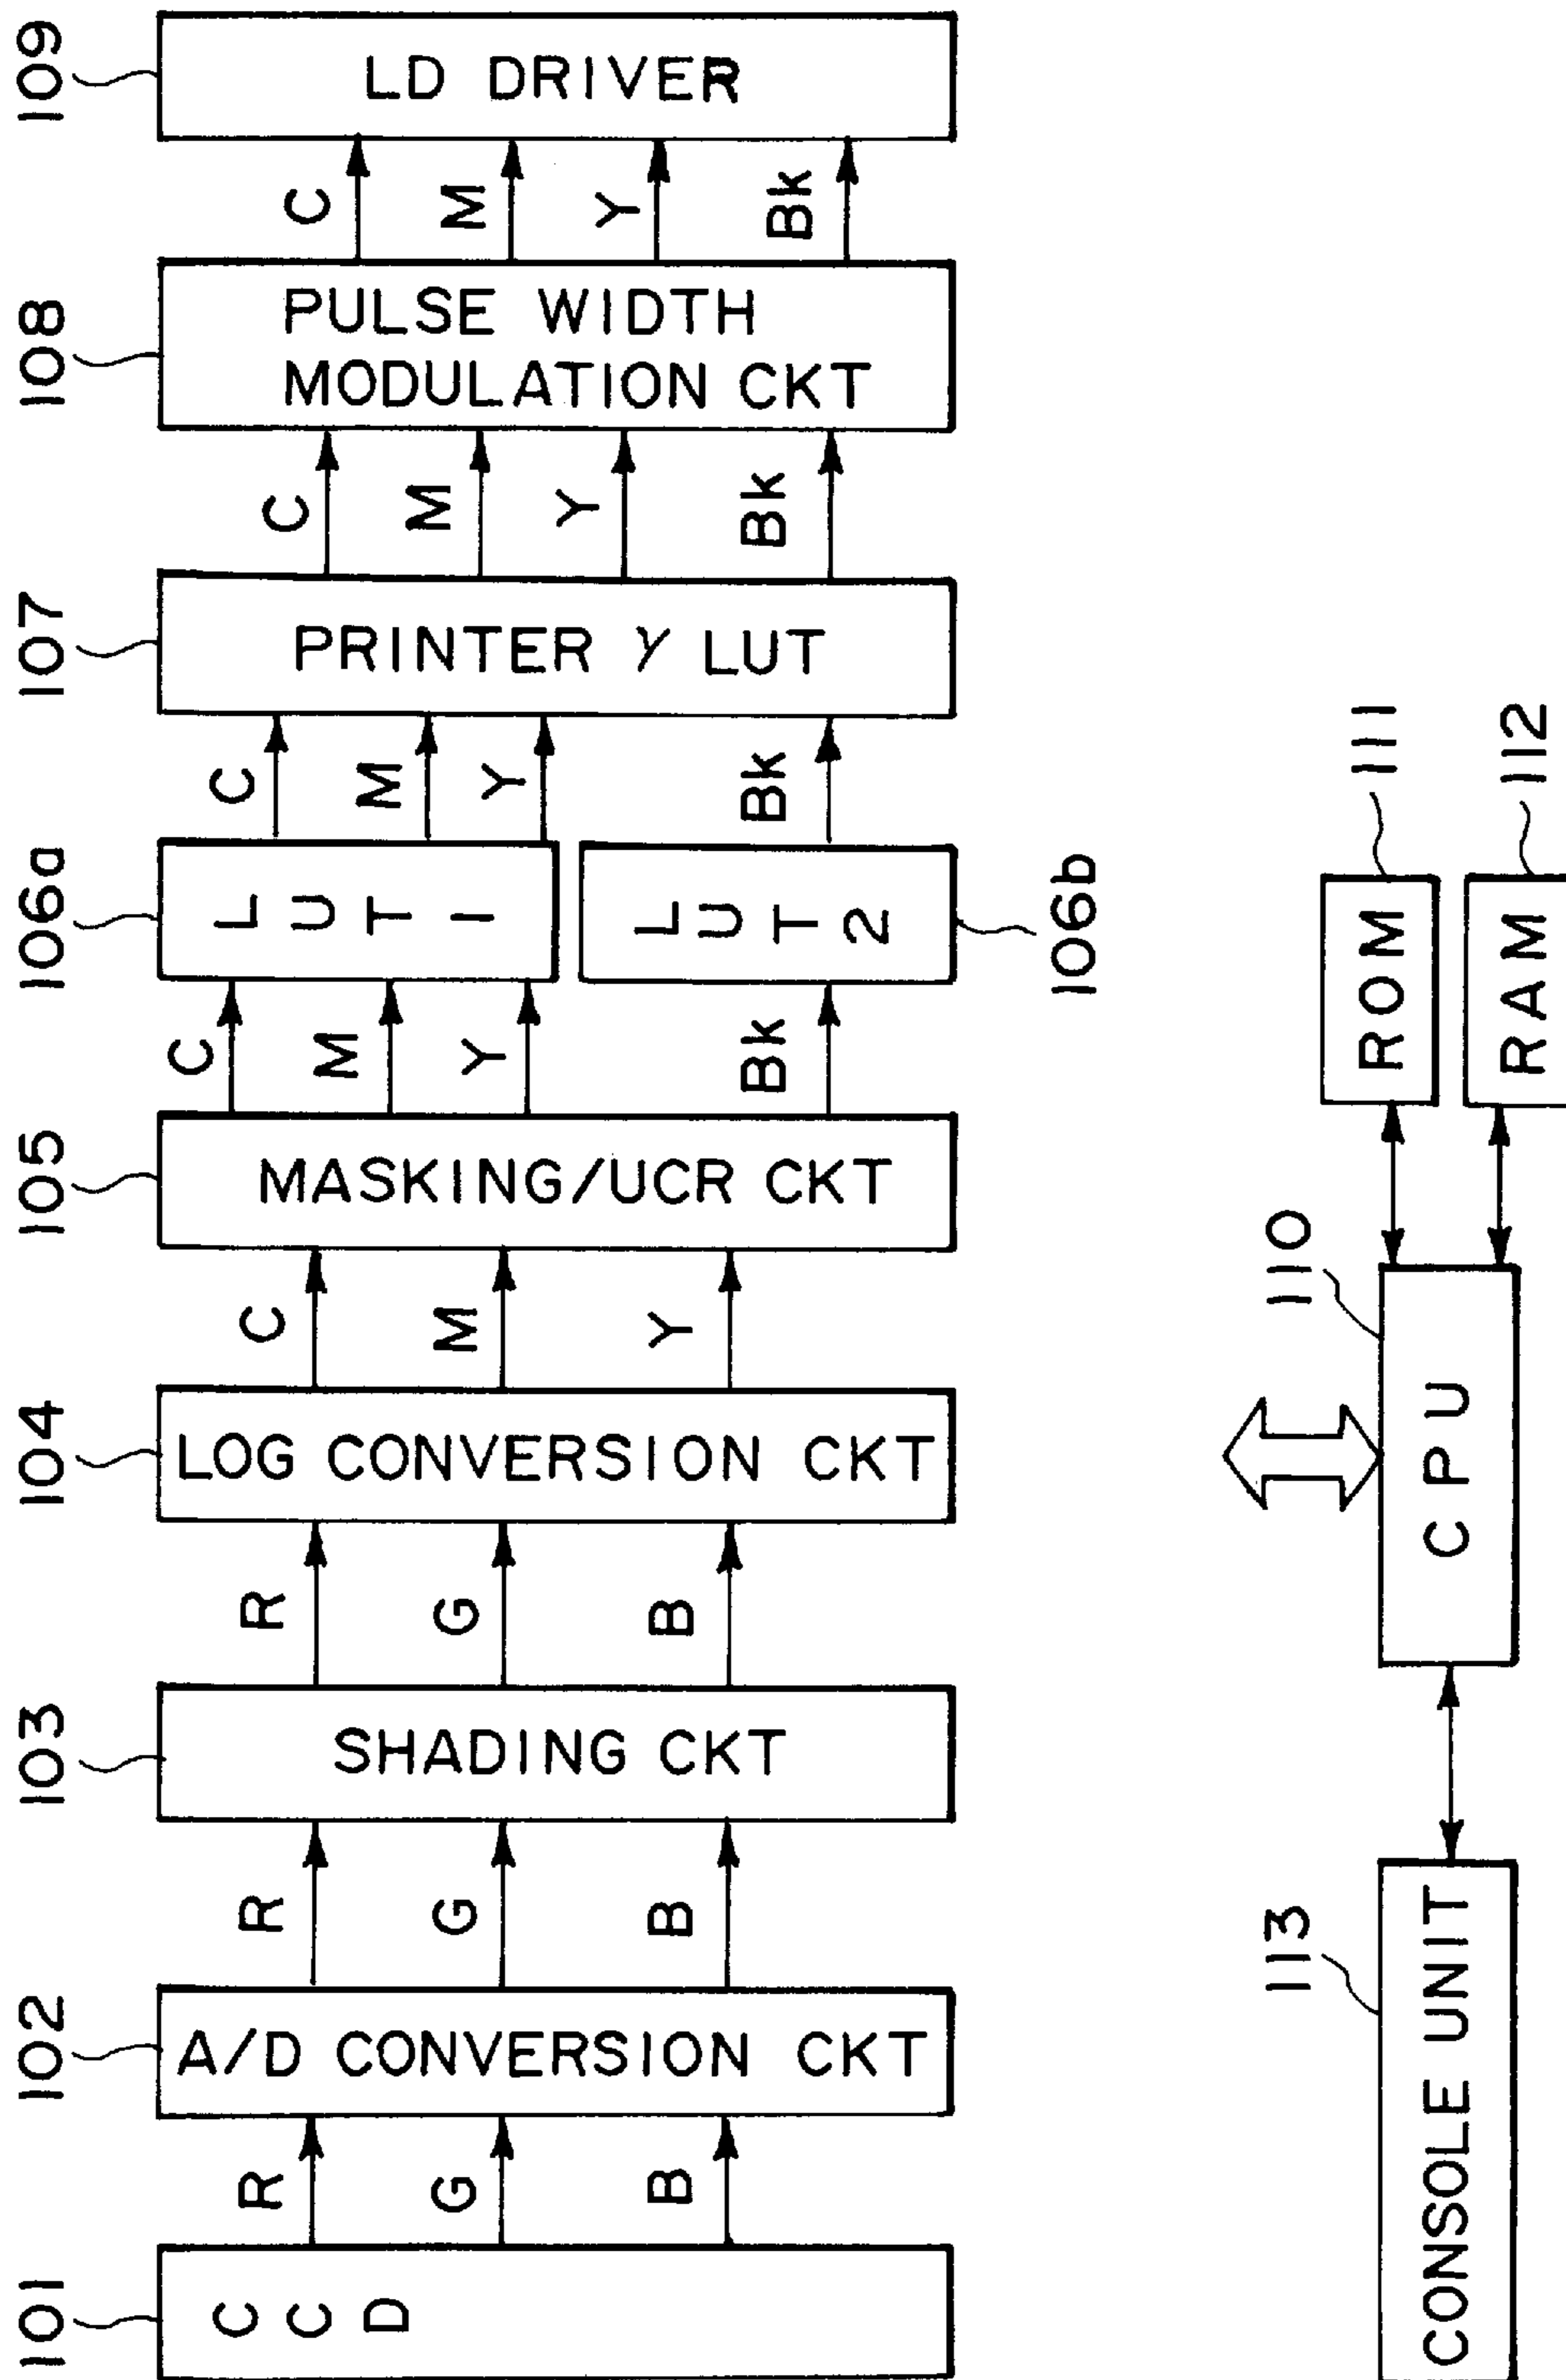 101
CCD
R
G
B
102
A/D CONVERSION CKT
R
G
B
103
SHADING CKT
R
G
B
104
LOG CONVERSION CKT
C
M
Y
105
MASKING/UCR CKT
C
M
Y
Bk
106a
LUT1
LUT2
106b
C
M
Y
Bk
107
PRINTER γ LUT
C
M
Y
Bk
108
PULSE WIDTH
MODULATION CKT
C
M
Y
Bk
109
LD DRIVER
113
CONSOLE UNIT
110
CPU
111
ROM
112
RAM